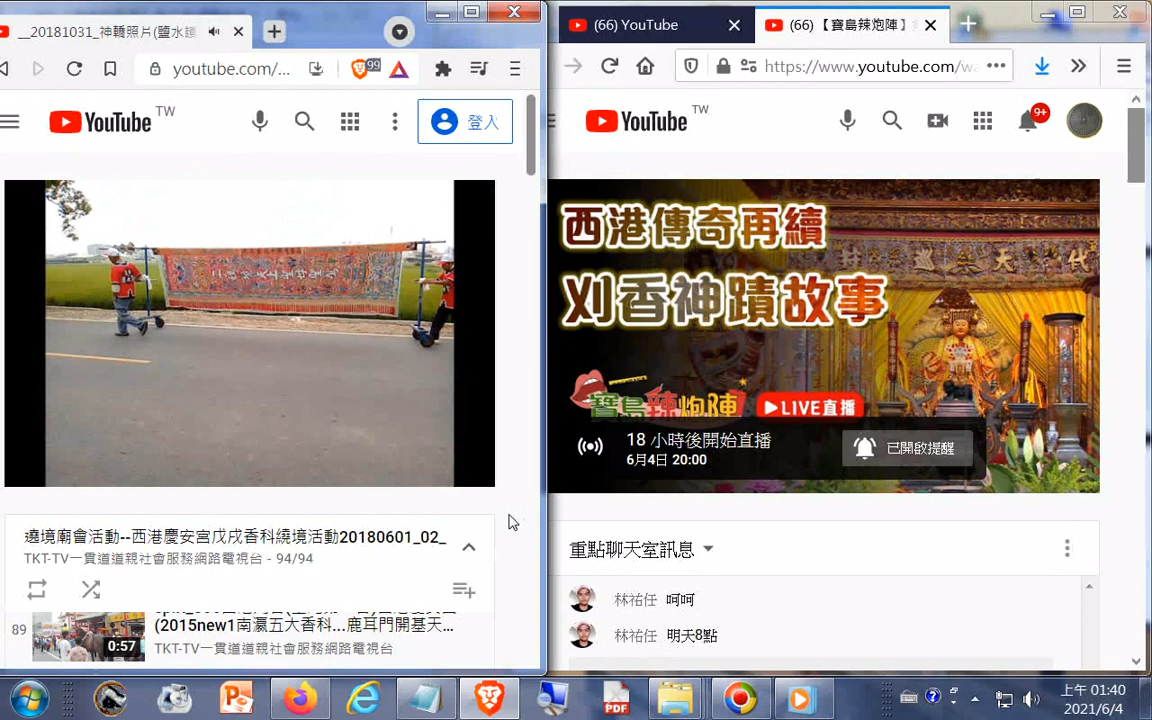 __20181031_神轎照片(鹽水護
youtube.com/...
99
YouTube TW
登入
遶境廟會活動--西港慶安宮戊戌香科繞境活動20180601_02_
TKT-TV一貫道道親社會服務網路電視台 - 94/94
89
0:57
(2015new1南瀛五大香科...鹿耳門開基天...
TKT-TV一貫道道親社會服務網路電視台
(66) YouTube
(66) 【寶島辣炮陣】
https://www.youtube.com/wa
YouTube TW
9+
西港傳奇再續
刈香神蹟故事
寶島辣炮陣
LIVE直播
18 小時後開始直播
6月4日 20:00
已開啟提醒
重點聊天室訊息
林祐任 呵呵
林祐任 明天8點
PDF
上午 01:40
2021/6/4